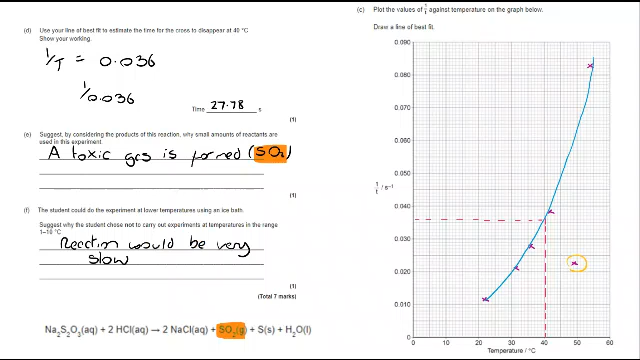 (d) Use your line of best fit to estimate the time for the cross to disappear at 40 °C
Show your working.
1/T = 0.036
1/0.036
Time 27.78 s
(1)
(e) Suggest, by considering the products of this reaction, why small amounts of reactants are
used in this experiment.
A toxic gas is formed (SO2)
(1)
(f) The student could do the experiment at lower temperatures using an ice bath
Suggest why the student chose not to carry out experiments at temperatures in the range
1–10 °C
Reaction would be very
slow
(1)
(Total 7 marks)
Na2S2O3(aq) + 2 HCl(aq) → 2 NaCl(aq) + SO2(g) + S(s) + H2O(l)
(c) Plot the values of 1/t against temperature on the graph below.
Draw a line of best fit.
0.090
0.080
0.070
0.060
0.050
1/t / s⁻¹
0.040
0.030
0.020
0.010
0 10 20 30 40 50 60
Temperature / °C